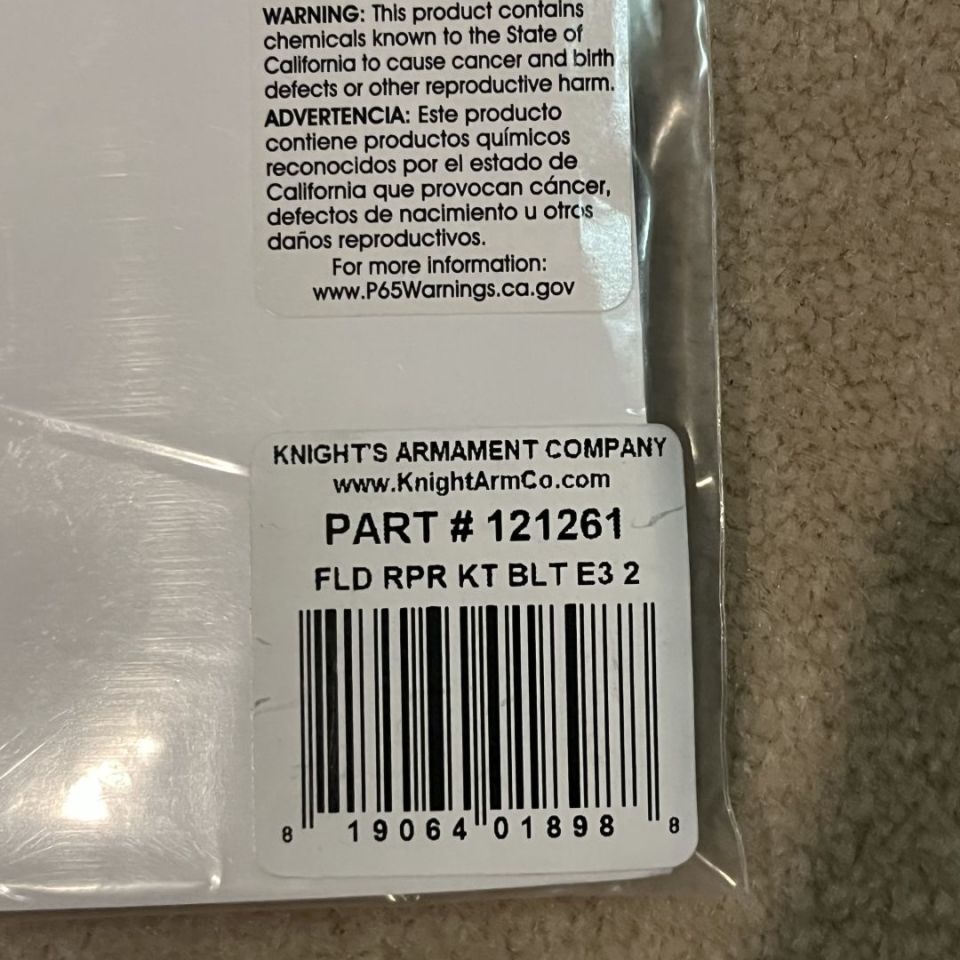 WARNING: This product contains
chemicals known to the State of
California to cause cancer and birth
defects or other reproductive harm.
ADVERTENCIA: Este producto
contiene productos químicos
reconocidos por el estado de
California que provocan cáncer,
defectos de nacimiento u otros
daños reproductivos.
For more information:
www.P65Warnings.ca.gov
KNIGHT'S ARMAMENT COMPANY
www.KnightArmCo.com
PART # 121261
FLD RPR KT BLT E3 2
8 19064 01898 8